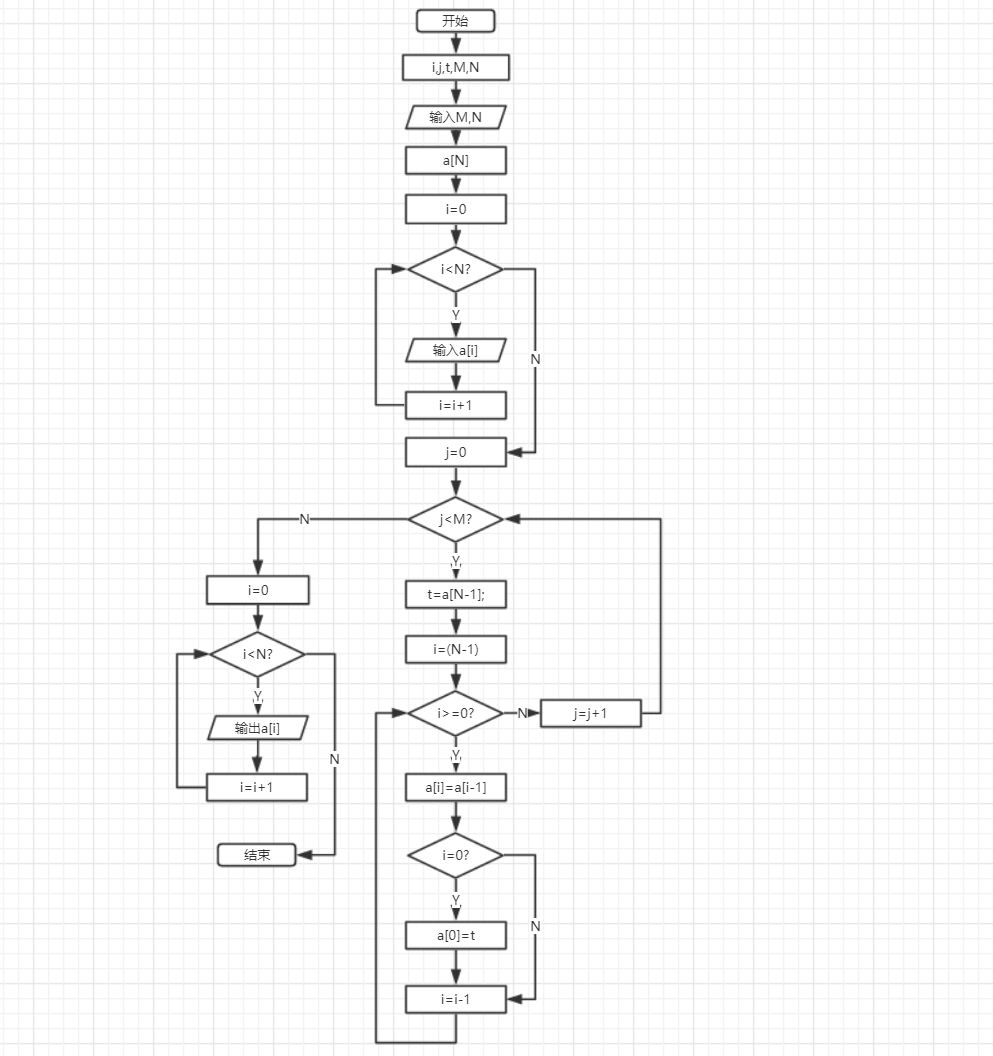 开始
i,j,t,M,N
输入M,N
a[N]
i=0
i<N?
Y
输入a[i]
N
i=i+1
j=0
j<M?
N
Y
t=a[N-1];
i=(N-1)
i>=0?
N
j=j+1
Y
a[i]=a[i-1]
i=0?
Y
N
a[0]=t
i=i-1
i=0
i<N?
Y
输出a[i]
N
i=i+1
结束